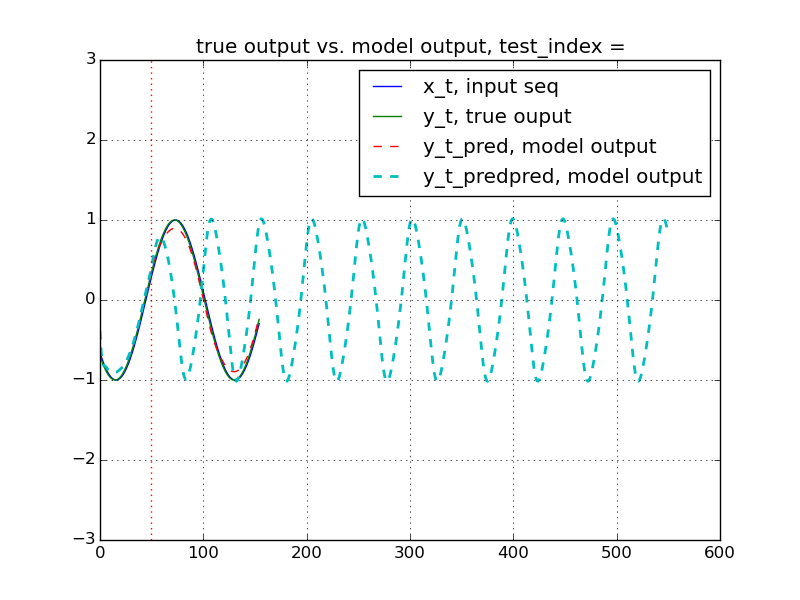 true output vs. model output, test_index =
x_t, input seq
y_t, true ouput
y_t_pred, model output
y_t_predpred, model output
3
2
1
0
−1
−2
−3
0 100 200 300 400 500 600